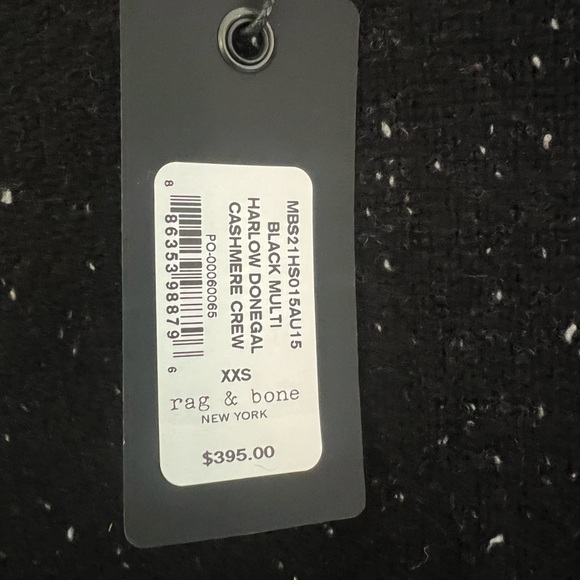 MBS21HS015AU15
BLACK MULTI
HARLOW DONEGAL
CASHMERE CREW
PO-00060065
8 86353 98879 6
XXS
rag & bone
NEW YORK
$395.00